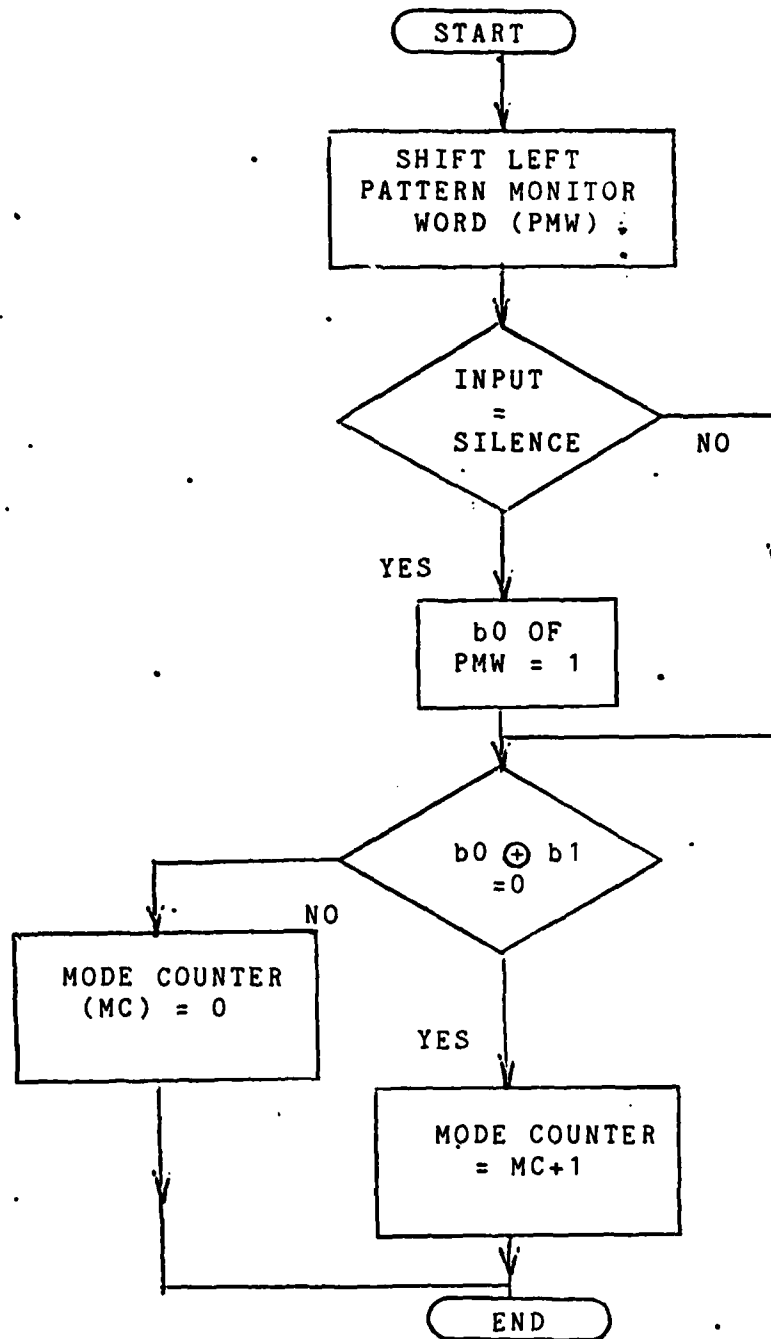 START
SHIFT LEFT
PATTERN MONITOR
WORD (PMW)
INPUT
=
SILENCE
NO
YES
b0 OF
PMW = 1
b0 ⊕ b1
=0
NO
MODE COUNTER
(MC) = 0
YES
MODE COUNTER
= MC+1
END